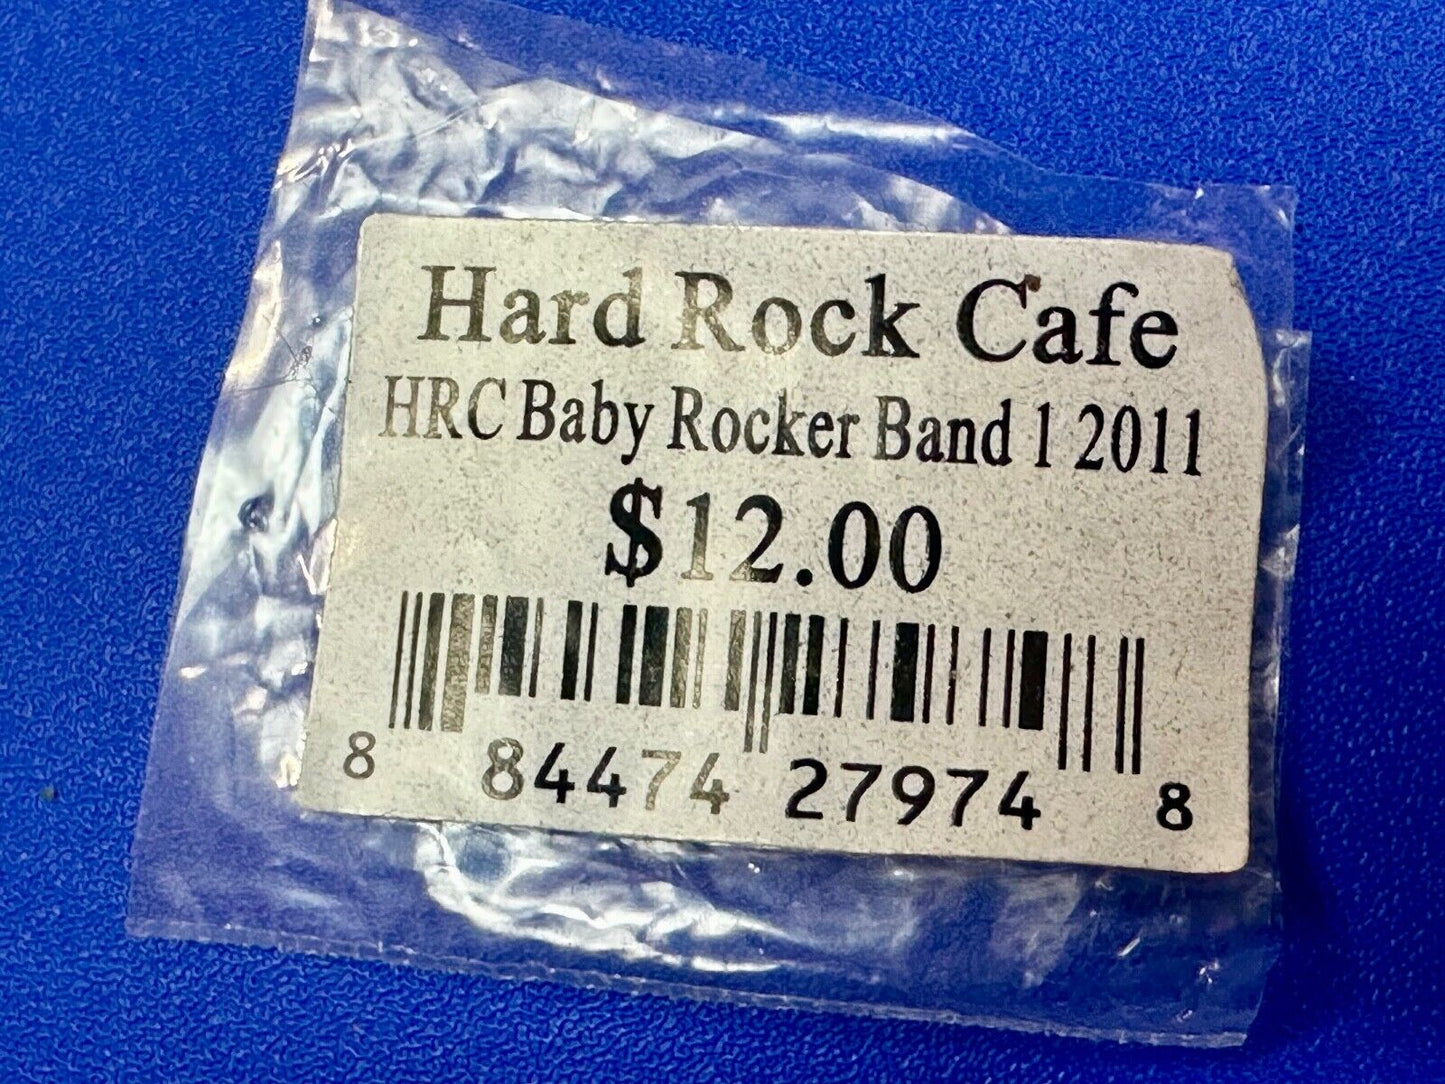 Hard Rock Cafe
HRC Baby Rocker Band 1 2011
$12.00
8 84474 27974 8